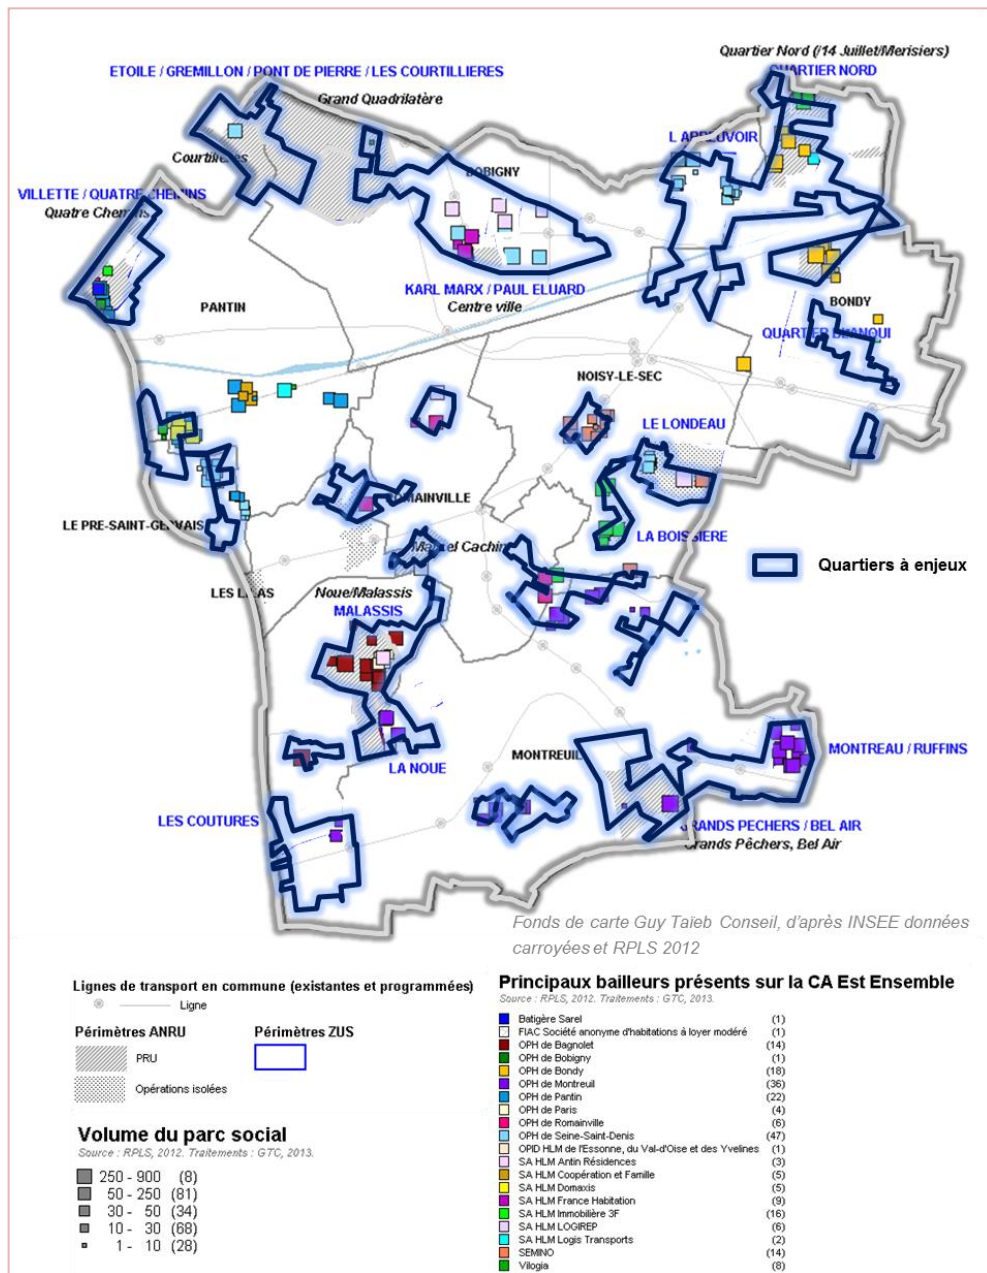 Quartier Nord (/14 Juillet/Merisiers)
QUARTIER NORD
ETOILE / GREMILLON / PONT DE PIERRE / LES COURTILLIERES
Grand Quadrilatère
L ABREUVOIR
Courtillères
BOBIGNY
VILLETTE / QUATRE CHEMINS
Quatre Chemins
KARL MARX / PAUL ELUARD
Centre ville
PANTIN
BONDY
QUARTIER BLANQUI
NOISY-LE-SEC
LE LONDEAU
ROMAINVILLE
LE PRE-SAINT-GERVAIS
LA BOISSIERE
Marcel Cachin
Quartiers à enjeux
LES LILAS
Noue/Malassis
MALASSIS
MONTREUIL
MONTREAU / RUFFINS
LA NOUE
LES COUTURES
GRANDS PECHERS / BEL AIR
Grands Pêchers, Bel Air
Fonds de carte Guy Taïeb Conseil, d'après INSEE données
carroyées et RPLS 2012
Lignes de transport en commune (existantes et programmées)
Ligne
Périmètres ANRU
Périmètres ZUS
PRU
Opérations isolées
Volume du parc social
Source : RPLS, 2012. Traitements : GTC, 2013.
250 - 900 (8)
50 - 250 (81)
30 - 50 (34)
10 - 30 (68)
1 - 10 (28)
Principaux bailleurs présents sur la CA Est Ensemble
Source : RPLS, 2012. Traitements : GTC, 2013.
Batigère Sarel (1)
FIAC Société anonyme d'habitations à loyer modéré (1)
OPH de Bagnolet (14)
OPH de Bobigny (1)
OPH de Bondy (18)
OPH de Montreuil (36)
OPH de Pantin (22)
OPH de Paris (4)
OPH de Romainville (6)
OPH de Seine-Saint-Denis (47)
OPID HLM de l'Essonne, du Val-d'Oise et des Yvelines (1)
SA HLM Antin Résidences (3)
SA HLM Coopération et Famille (5)
SA HLM Domaxis (5)
SA HLM France Habitation (9)
SA HLM Immobilière 3F (16)
SA HLM LOGIREP (6)
SA HLM Logis Transports (2)
SEMINO (14)
Vilogia (8)